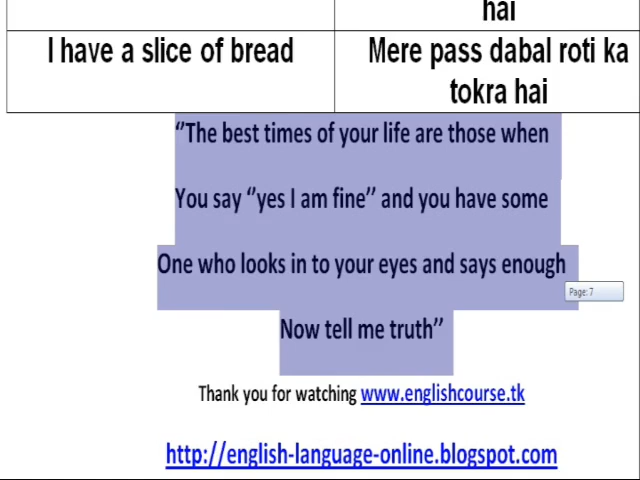 hai
I have a slice of bread
Mere pass dabal roti ka
tokra hai
‘’The best times of your life are those when
You say ‘’yes I am fine’’ and you have some
One who looks in to your eyes and says enough
Page: 7
Now tell me truth’’
Thank you for watching www.englishcourse.tk
http://english-language-online.blogspot.com